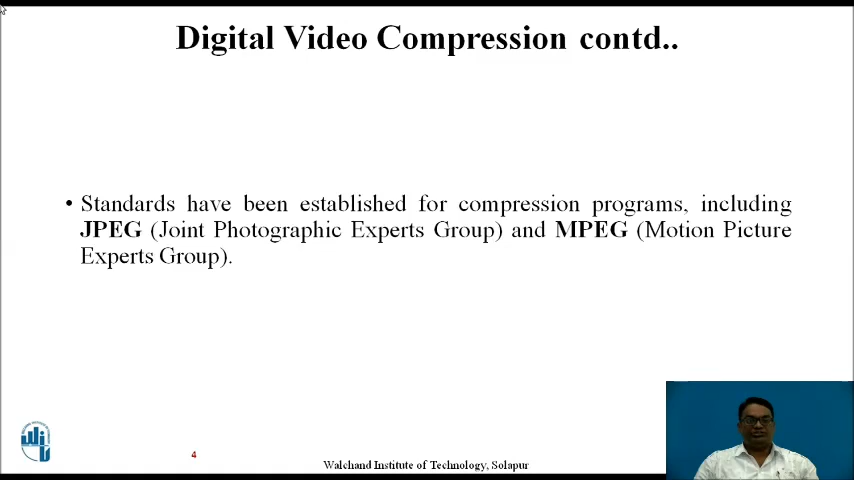 Digital Video Compression contd..
• Standards have been established for compression programs, including
JPEG (Joint Photographic Experts Group) and MPEG (Motion Picture
Experts Group).
4
Walchand Institute of Technology, Solapur